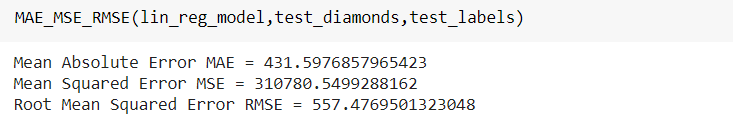 MAE_MSE_RMSE(lin_reg_model,test_diamonds,test_labels)
Mean Absolute Error MAE = 431.5976857965423
Mean Squared Error MSE = 310780.5499288162
Root Mean Squared Error RMSE = 557.4769501323048